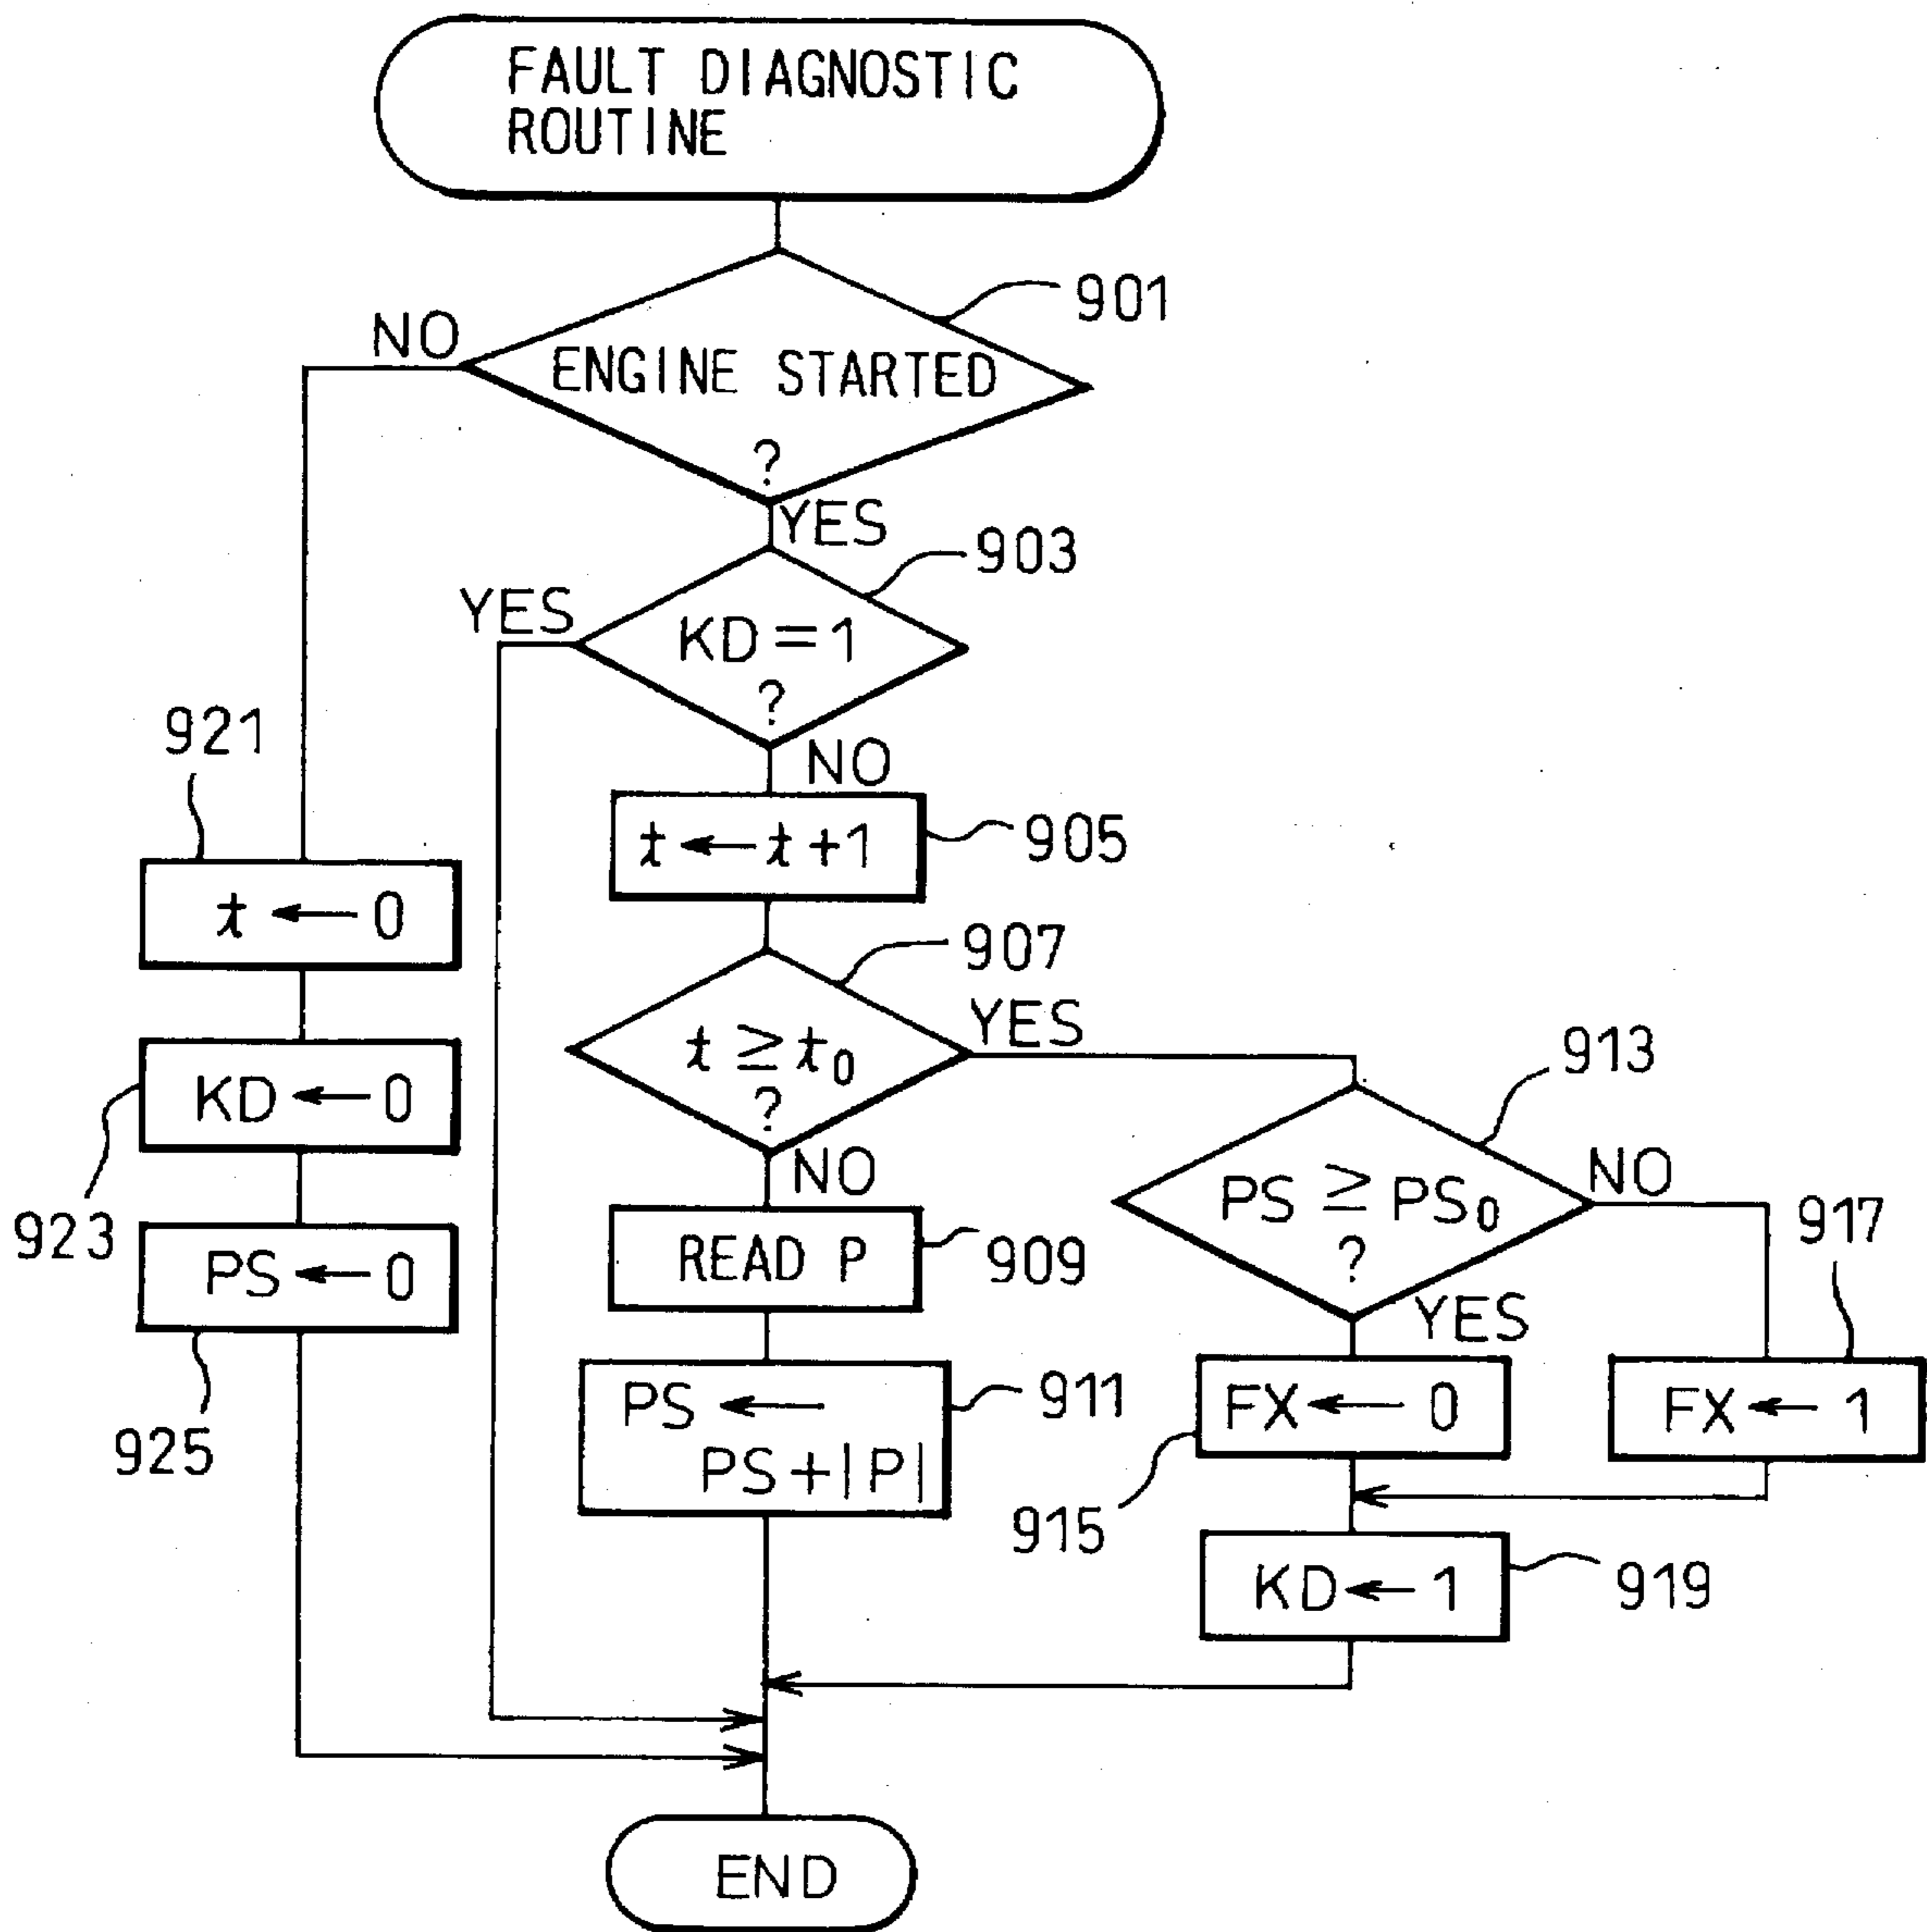 FAULT DIAGNOSTIC
ROUTINE
901
NO
ENGINE STARTED
?
YES
903
YES
KD=1
?
NO
921
t←t+1
905
t ← 0
907
YES
t ≥ t₀
?
913
KD ← 0
NO
923
PS ≥ PS₀
?
NO
917
READ P
909
PS ← 0
YES
925
PS ←
PS+|P|
911
FX ← 0
FX ← 1
915
KD ← 1
919
END